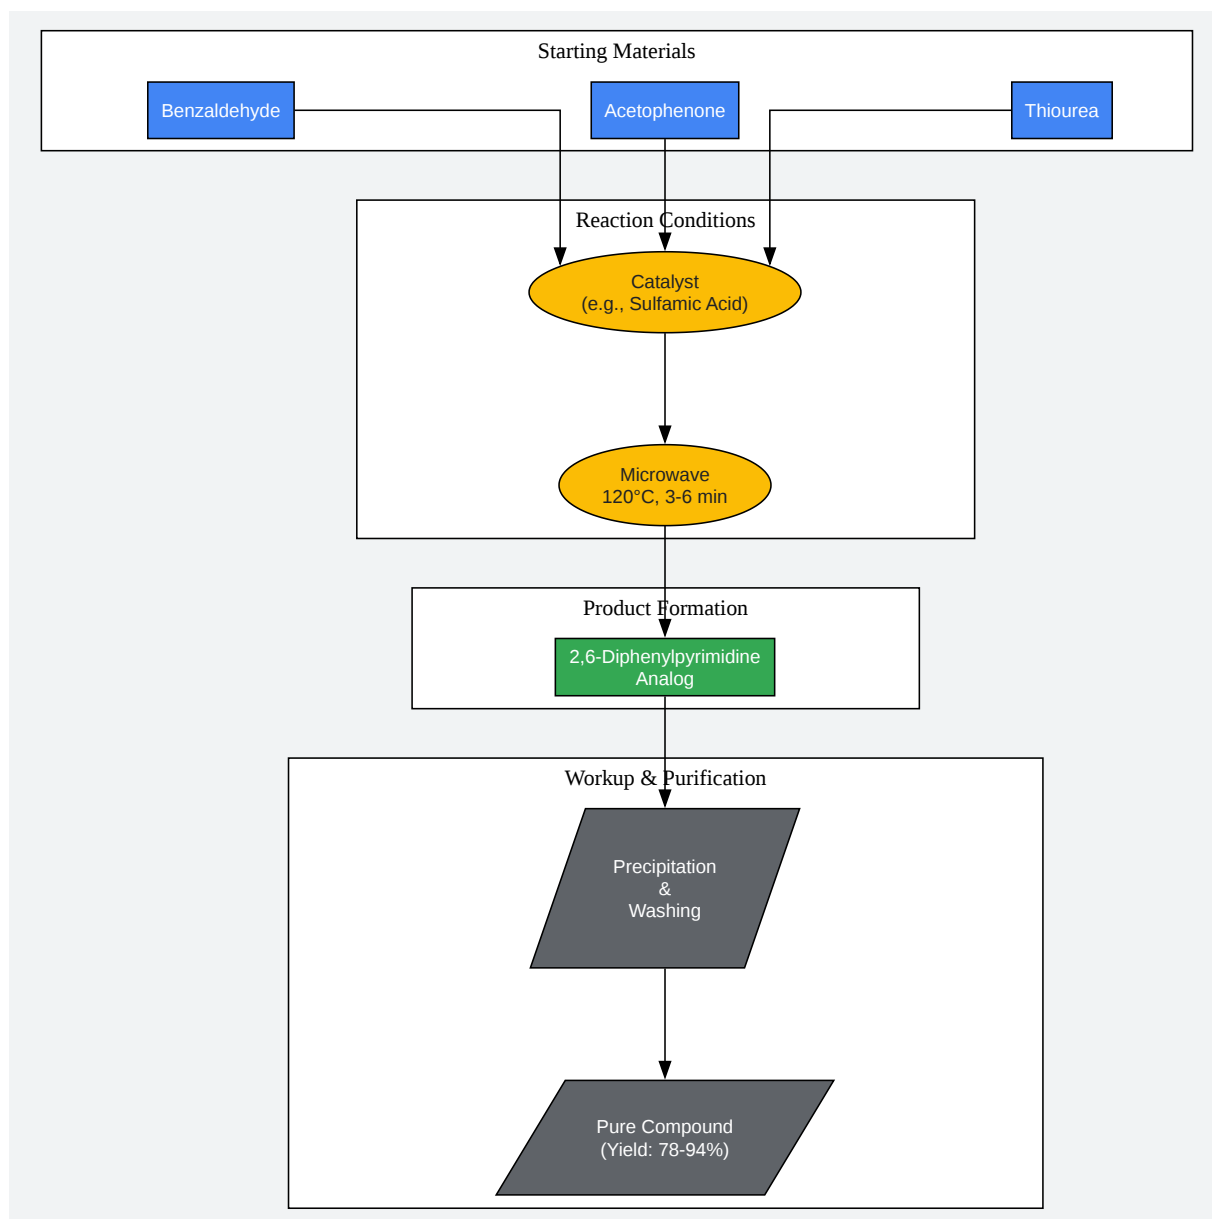 Starting Materials
Benzaldehyde
Acetophenone
Thiourea
Reaction Conditions
Catalyst
(e.g., Sulfamic Acid)
Microwave
120°C, 3-6 min
Product Formation
2,6-Diphenylpyrimidine
Analog
Workup & Purification
Precipitation
&
Washing
Pure Compound
(Yield: 78-94%)